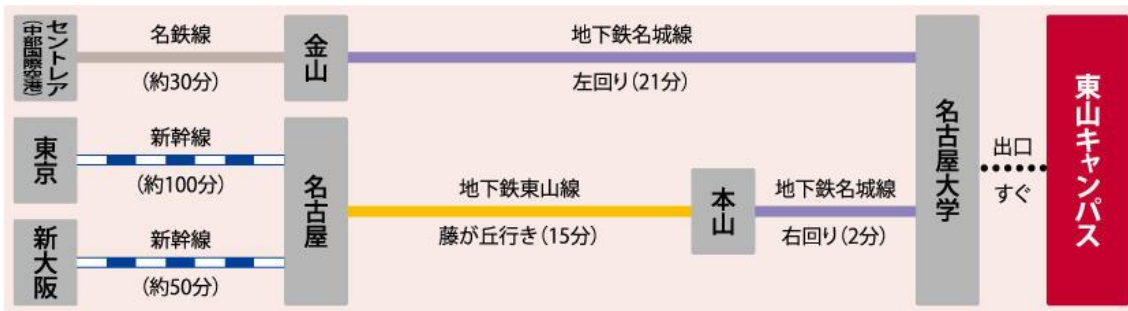 セントレア
(中部国際空港)
名鉄線
(約30分)
金山
地下鉄名城線
左回り(21分)
東京
新幹線
(約100分)
新大阪
新幹線
(約50分)
名古屋
地下鉄東山線
藤が丘行き(15分)
本山
地下鉄名城線
右回り(2分)
名古屋大学
出口
すぐ
東山キャンパス